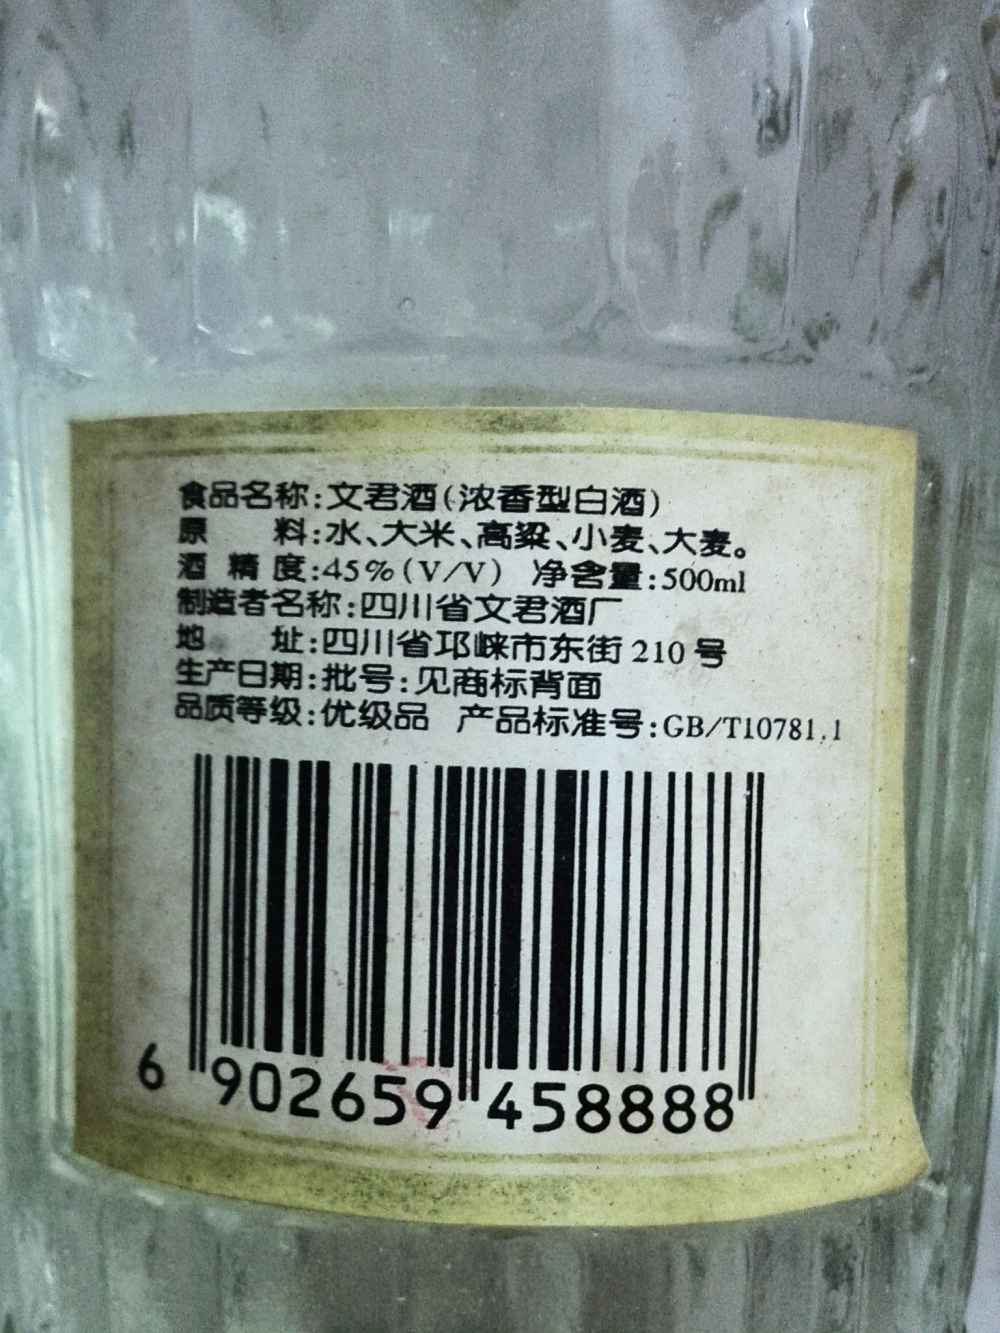 食品名称:文君酒(浓香型白酒)
原 料:水、大米、高粱、小麦、大麦。
酒 精 度:45%(V/V) 净含量:500ml
制造者名称:四川省文君酒厂
地 址:四川省邛崃市东街210号
生产日期:批号:见商标背面
品质等级:优级品 产品标准号:GB/T10781.1
6 902659 458888